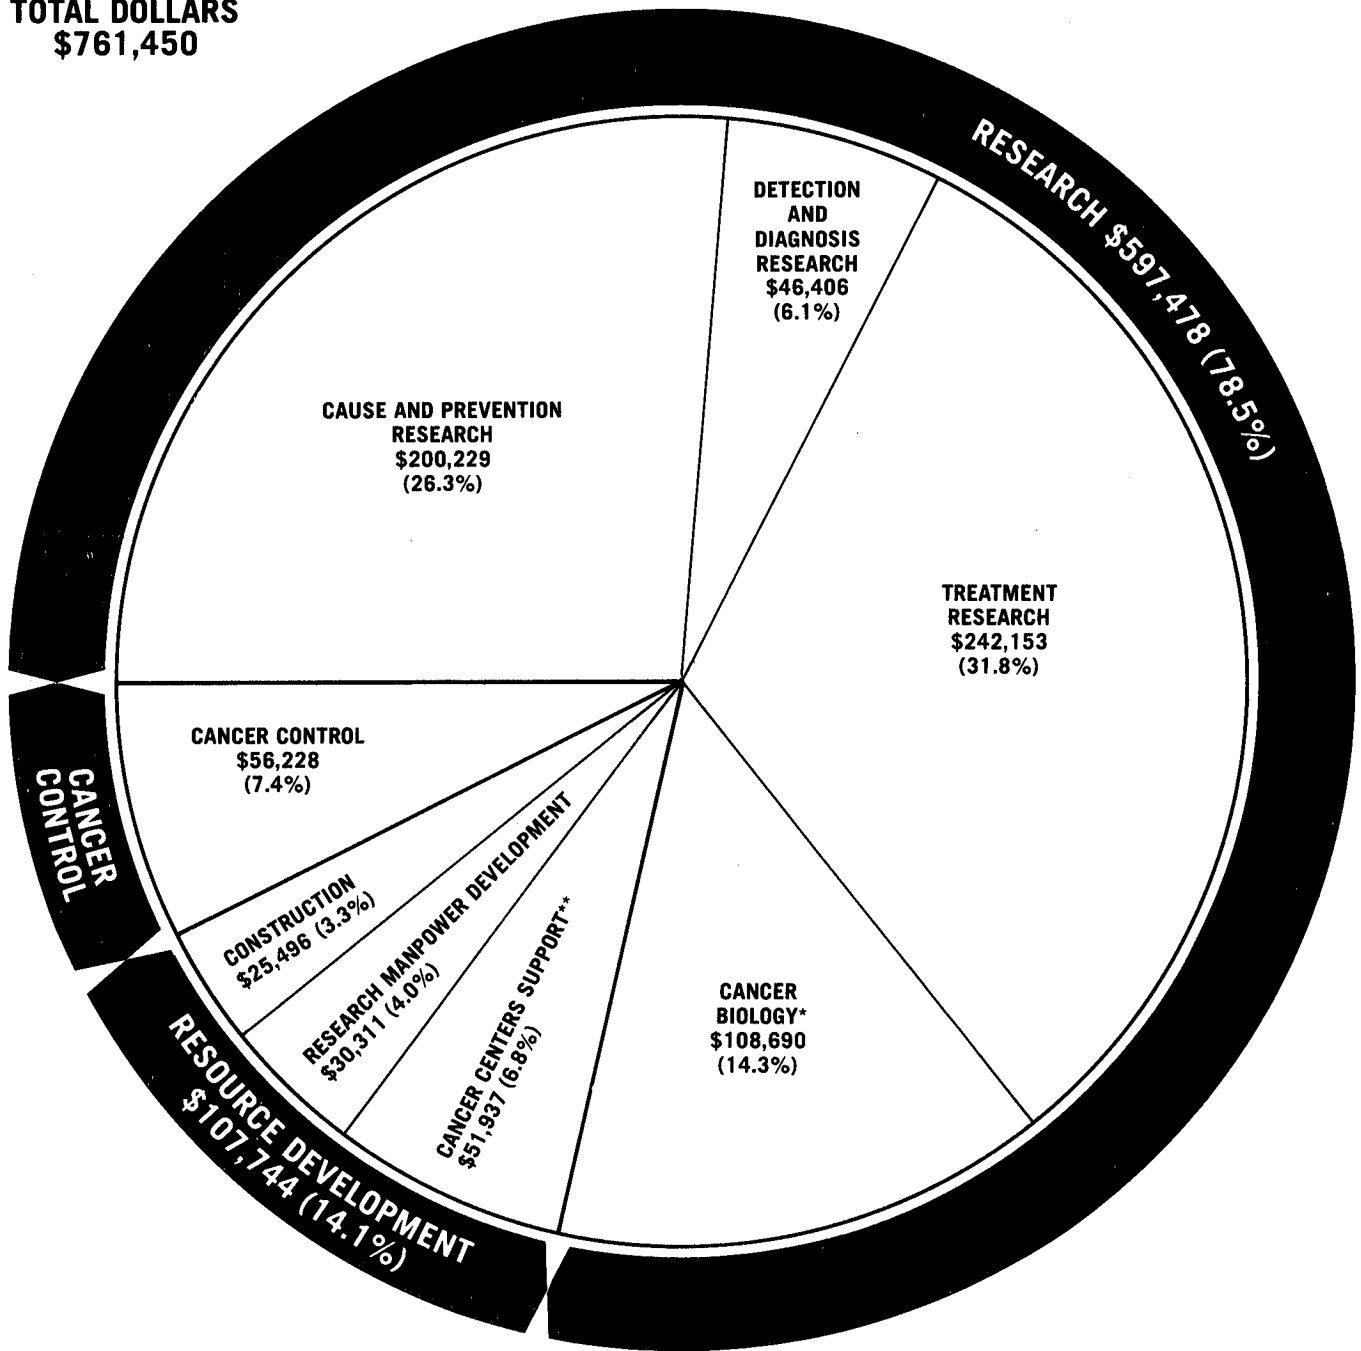 TOTAL DOLLARS
$761,450
RESEARCH $597,478 (78.5%)
DETECTION
AND
DIAGNOSIS
RESEARCH
$46,406
(6.1%)
CAUSE AND PREVENTION
RESEARCH
$200,229
(26.3%)
TREATMENT
RESEARCH
$242,153
(31.8%)
CANCER CONTROL
$56,228
(7.4%)
CANCER
CONTROL
CONSTRUCTION
$25,496 (3.3%)
RESEARCH MANPOWER DEVELOPMENT
$30,311 (4.0%)
CANCER CENTERS SUPPORT**
$51,937 (6.8%)
CANCER
BIOLOGY*
$108,690
(14.3%)
RESOURCE DEVELOPMENT
$107,744 (14.1%)